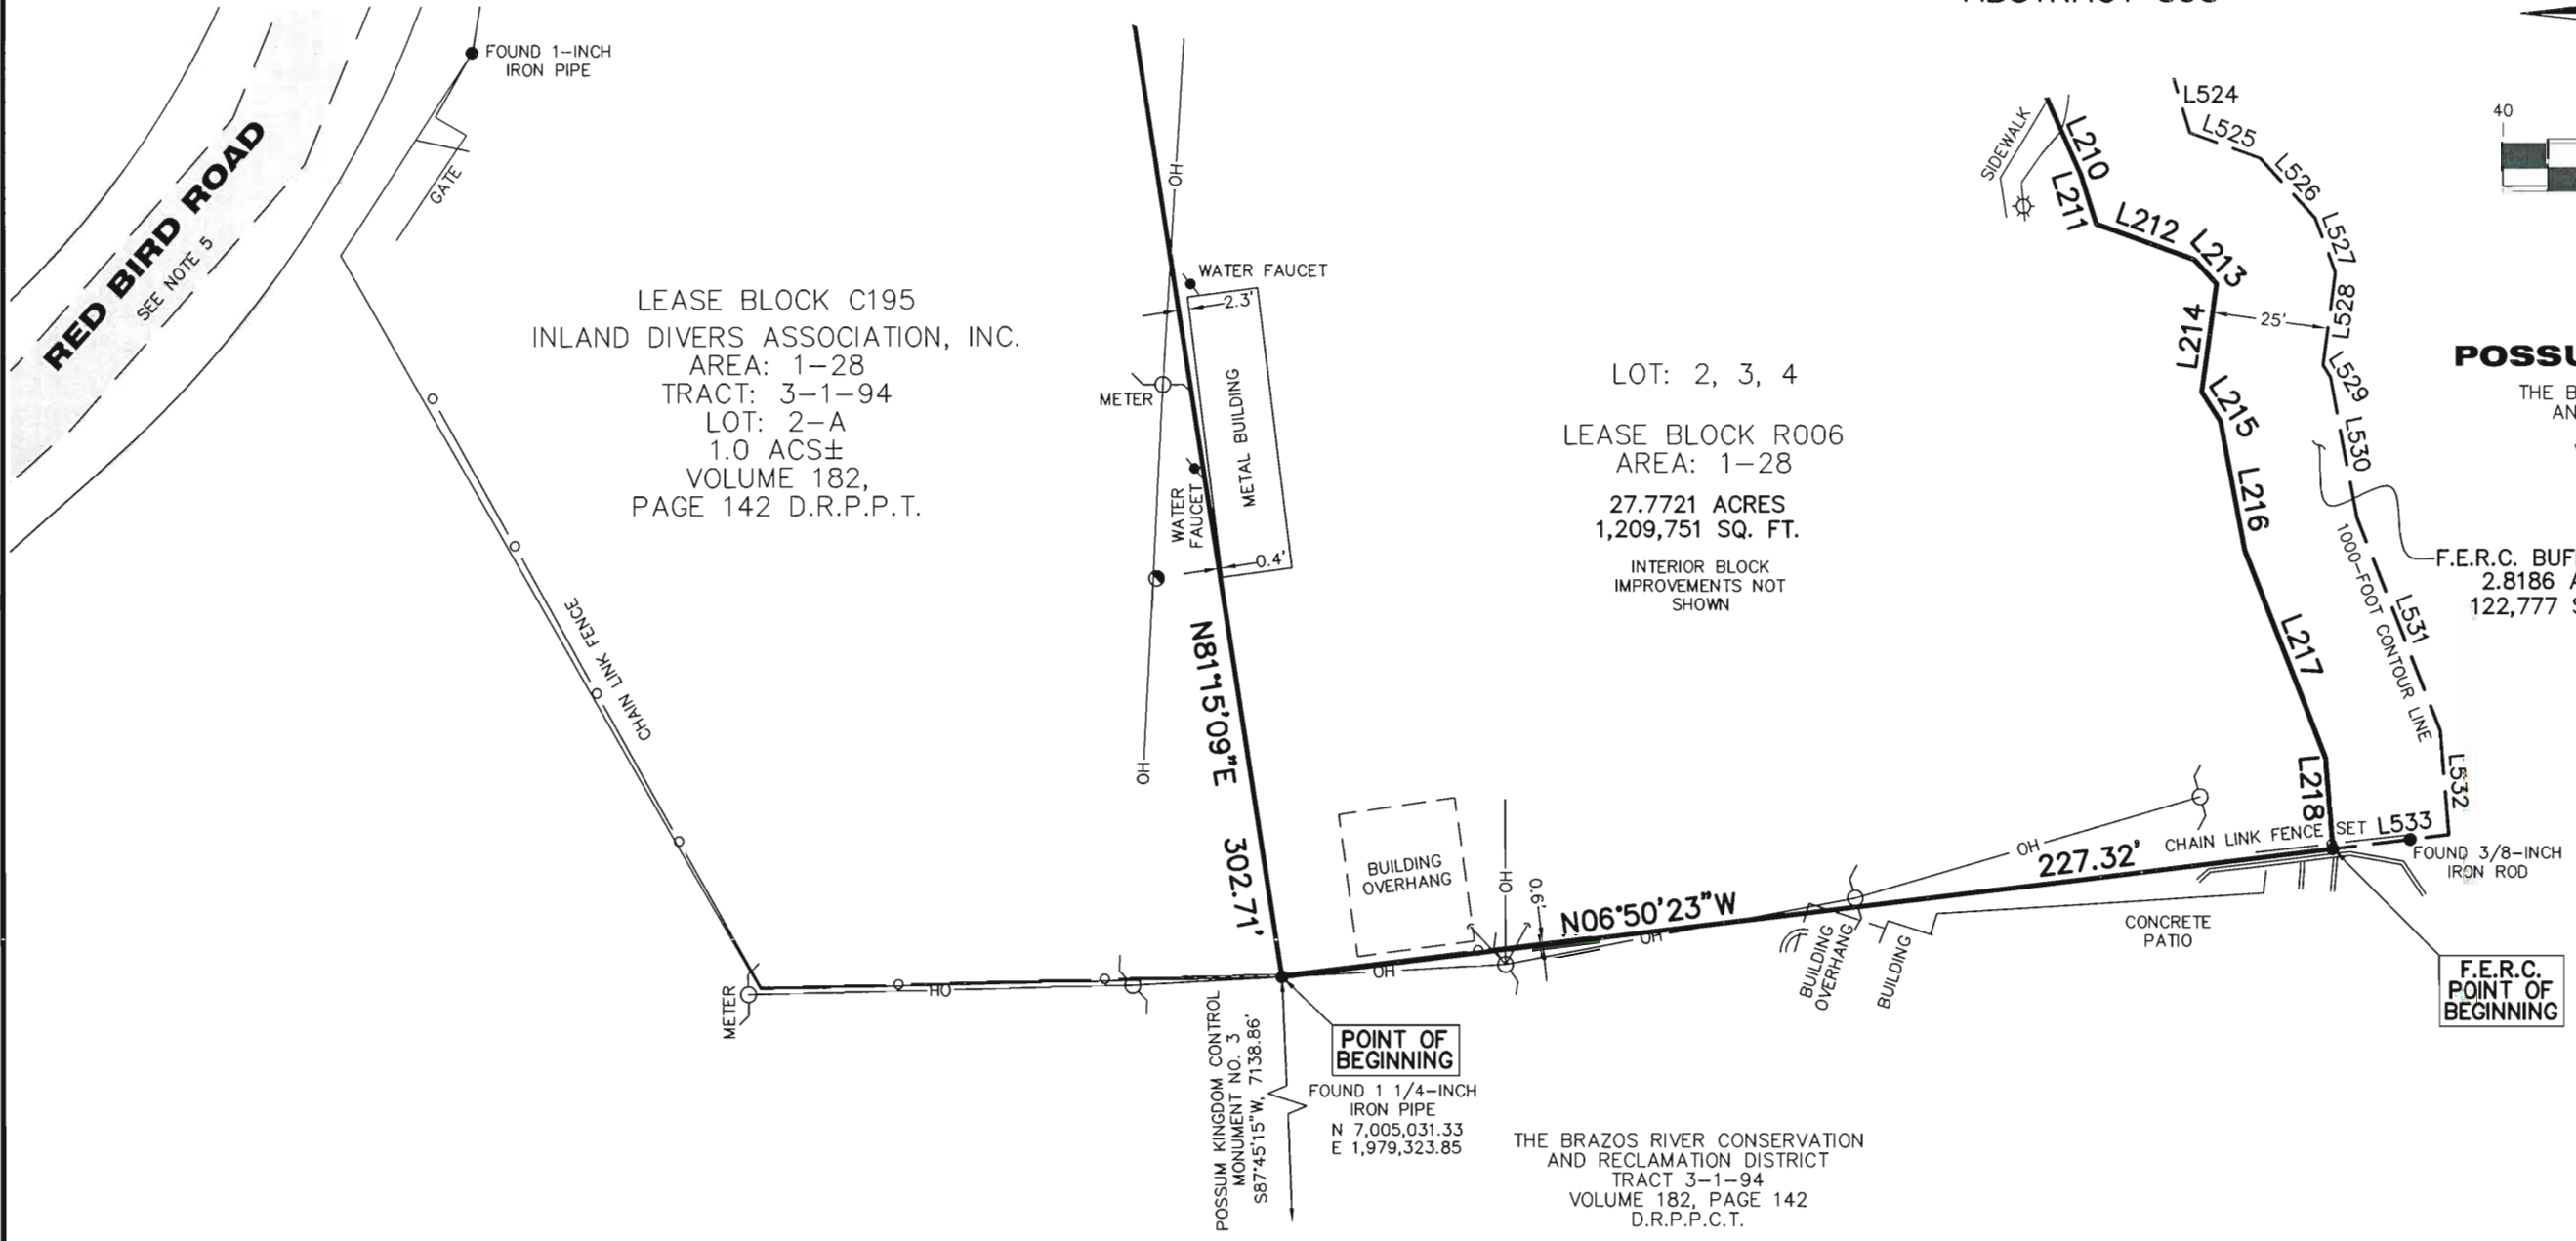 FOUND 1-INCH
IRON PIPE
RED BIRD ROAD
SEE NOTE 5
GATE
LEASE BLOCK C195
INLAND DIVERS ASSOCIATION, INC.
AREA: 1-28
TRACT: 3-1-94
LOT: 2-A
1.0 ACS±
VOLUME 182,
PAGE 142 D.R.P.P.T.
CHAIN LINK FENCE
METER
OH
OH
OH
WATER FAUCET
2.3'
METER
METAL BUILDING
WATER
FAUCET
0.4'
N81°15'09"E 302.71'
LOT: 2, 3, 4
LEASE BLOCK R006
AREA: 1-28
27.7721 ACRES
1,209,751 SQ. FT.
INTERIOR BLOCK
IMPROVEMENTS NOT
SHOWN
SIDEWALK
L210
L211
L212
L213
L214
L215
L216
L217
L218
L524
L525
L526
L527
L528
L529
L530
L531
L532
L533
25'
1000-FOOT CONTOUR LINE
40
POSSU
THE B
AN
F.E.R.C. BUF
2.8186 A
122,777 S
BUILDING
OVERHANG
OH
OH
OH
OH
0.6'
N06°50'23"W
227.32'
CHAIN LINK FENCE
SET
FOUND 3/8-INCH
IRON ROD
BUILDING
OVERHANG
BUILDING
CONCRETE
PATIO
F.E.R.C.
POINT OF
BEGINNING
POINT OF
BEGINNING
FOUND 1 1/4-INCH
IRON PIPE
N 7,005,031.33
E 1,979,323.85
POSSUM KINGDOM CONTROL
MONUMENT NO. 3
S87°45'15"W, 7138.86'
THE BRAZOS RIVER CONSERVATION
AND RECLAMATION DISTRICT
TRACT 3-1-94
VOLUME 182, PAGE 142
D.R.P.P.C.T.